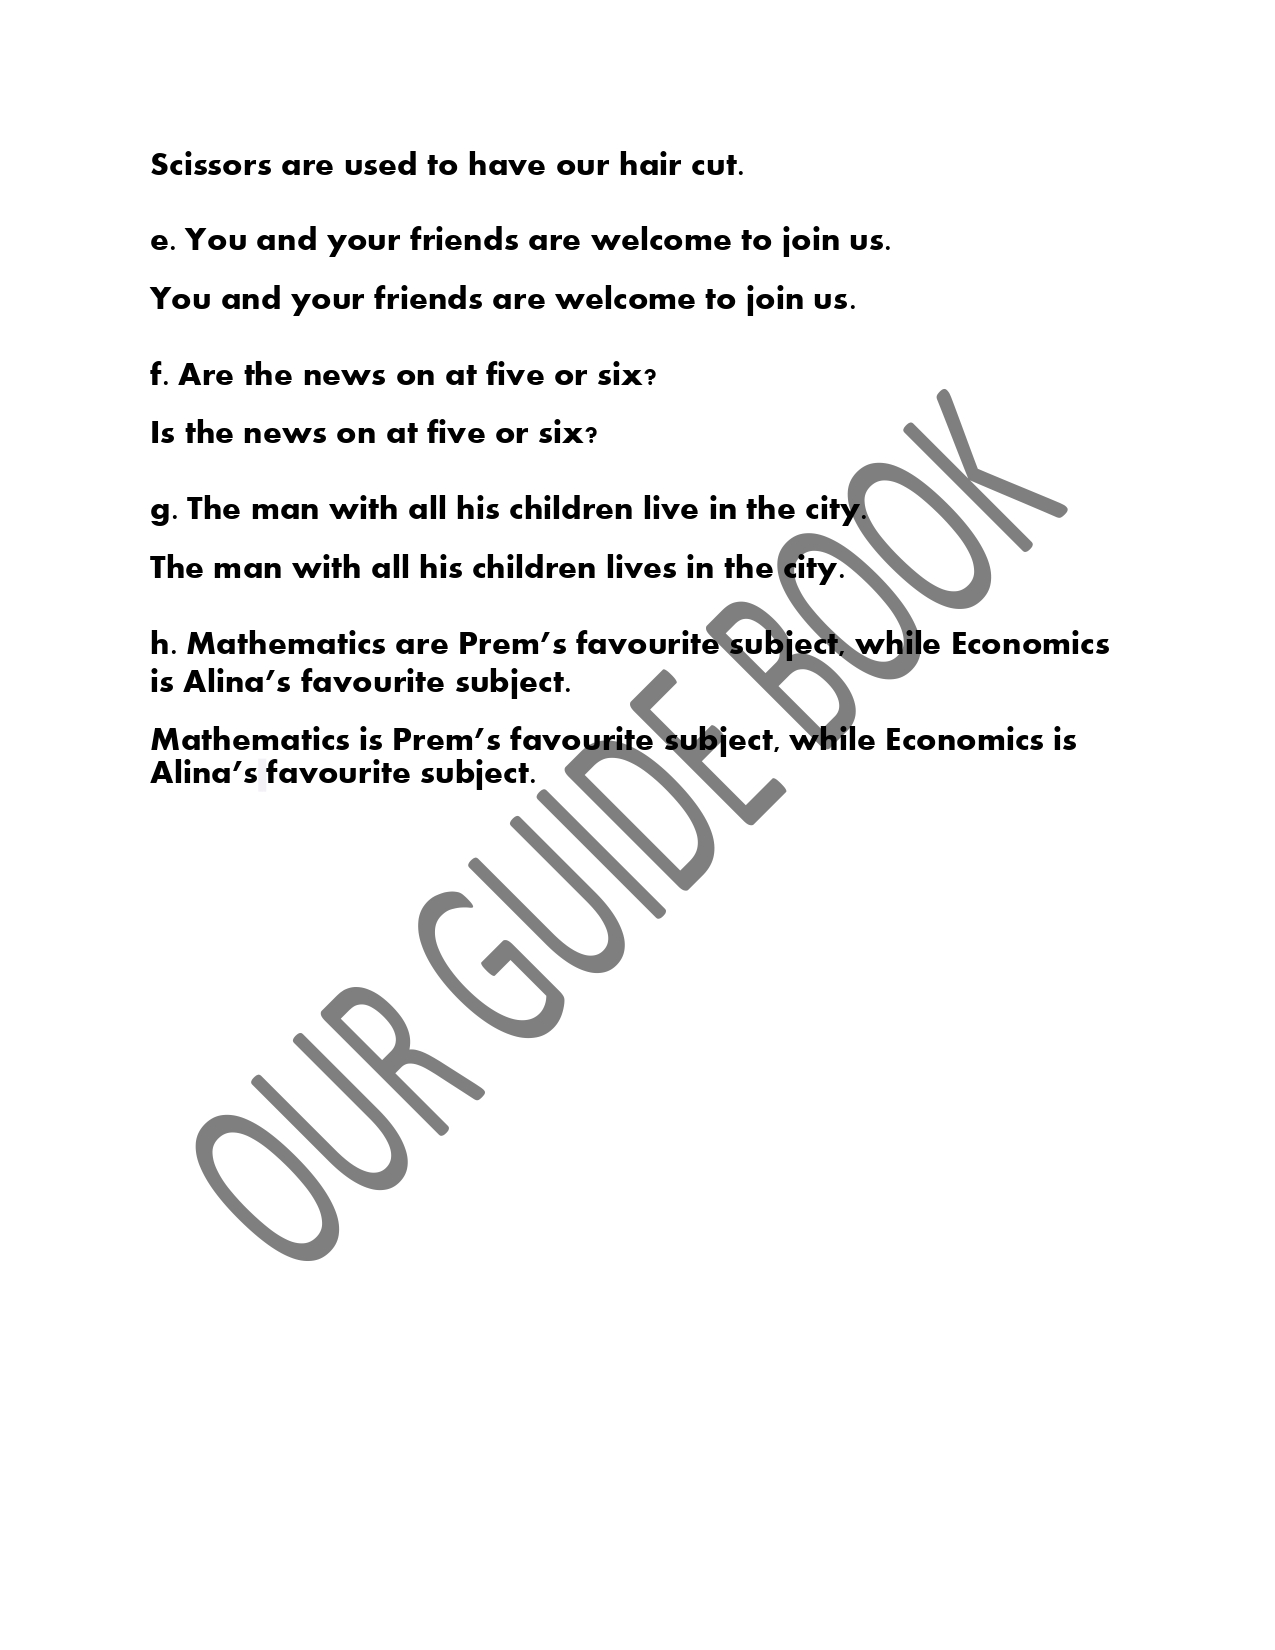 Scissors are used to have our hair cut.
e. You and your friends are welcome to join us.
You and your friends are welcome to join us.
f. Are the news on at five or six?
Is the news on at five or six?
g. The man with all his children live in the city.
The man with all his children lives in the city.
h. Mathematics are Prem’s favourite subject, while Economics
is Alina’s favourite subject.
Mathematics is Prem’s favourite subject, while Economics is
Alina’s favourite subject.
OUR GUIDE BOOK